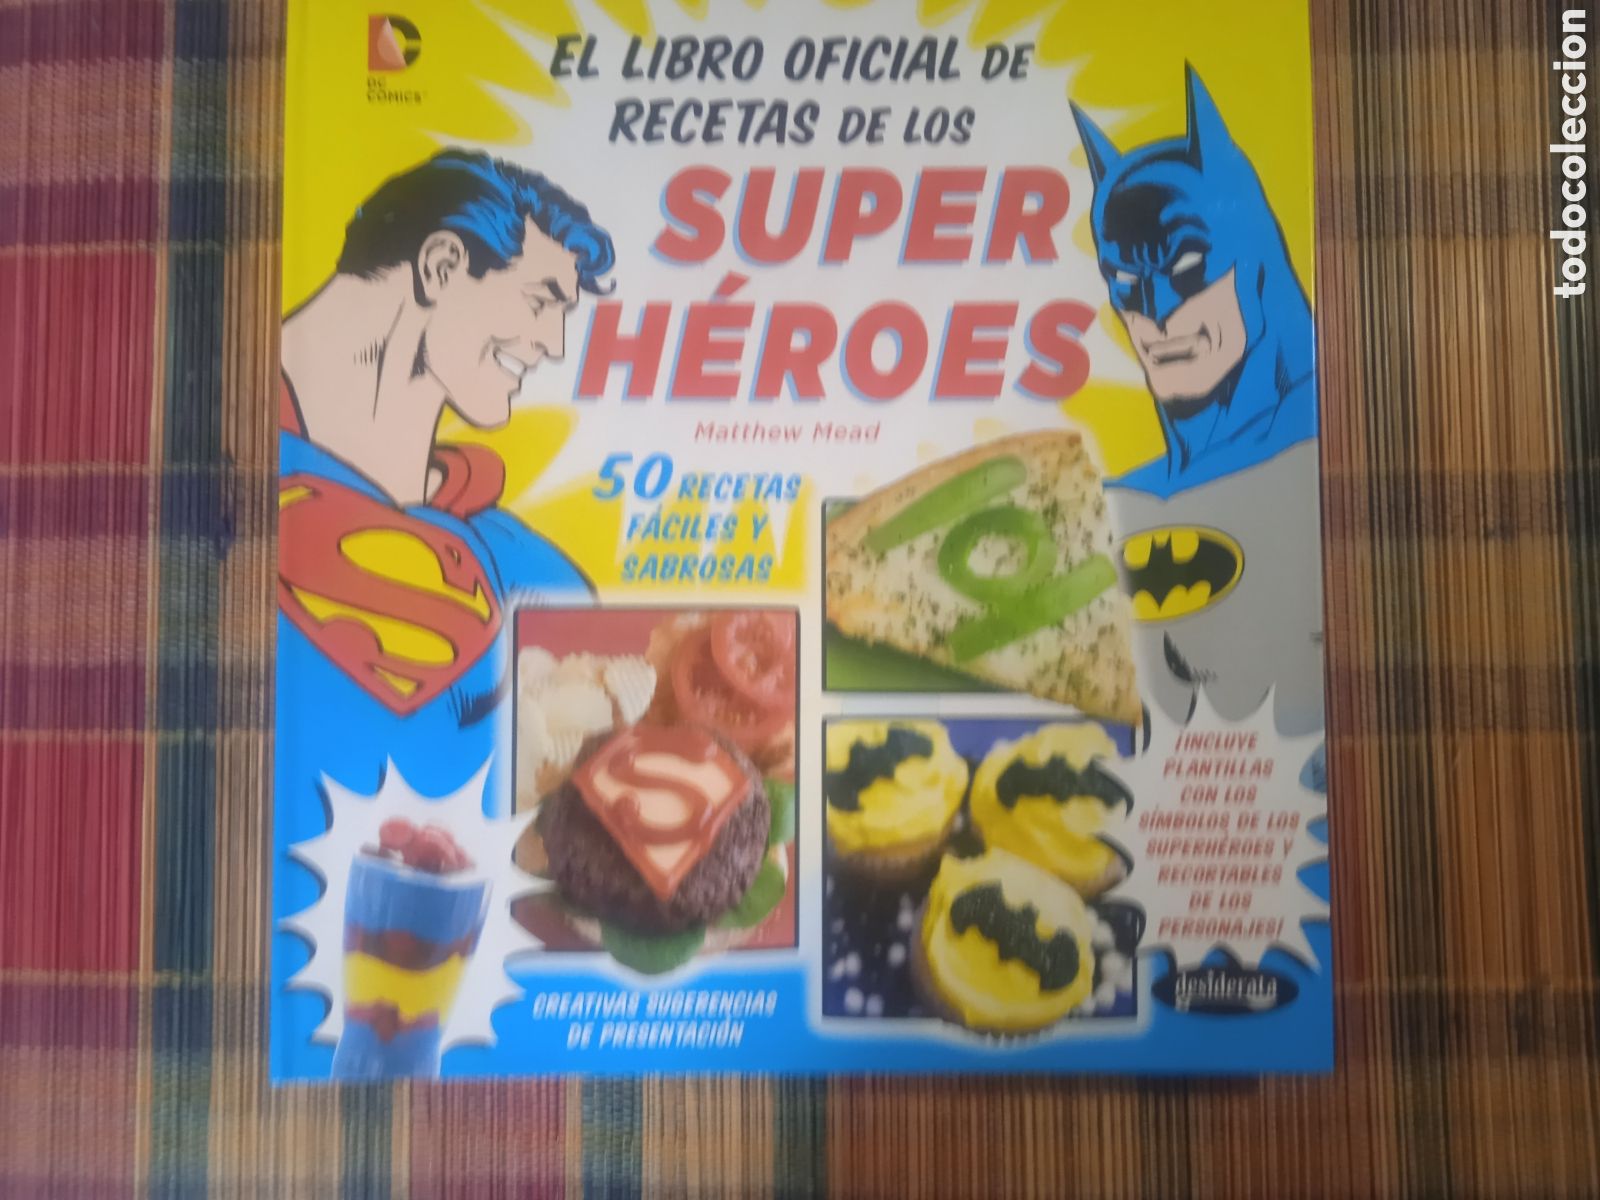 DC
COMICS™
EL LIBRO OFICIAL DE
RECETAS DE LOS
SUPER
HÉROES
Matthew Mead
50 RECETAS
FÁCILES Y
SABROSAS
¡INCLUYE
PLANTILLAS
CON LOS
SÍMBOLOS DE LOS
SUPERHÉROES Y
RECORTABLES
DE LOS
PERSONAJES!
desiderata
CREATIVAS SUGERENCIAS
DE PRESENTACIÓN
todocoleccion